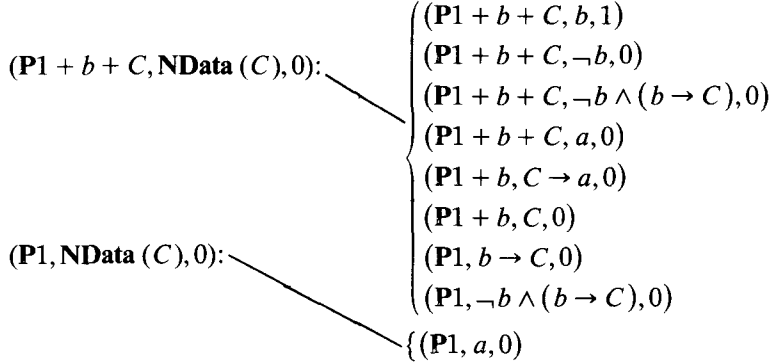 (P1 + b + C, b, 1)
(P1 + b + C, NData (C), 0):
(P1 + b + C, ¬b, 0)
(P1 + b + C, ¬b ∧ (b → C), 0)
(P1 + b + C, a, 0)
(P1 + b, C → a, 0)
(P1 + b, C, 0)
(P1, NData (C), 0):
(P1, b → C, 0)
(P1, ¬b ∧ (b → C), 0)
{(P1, a, 0)